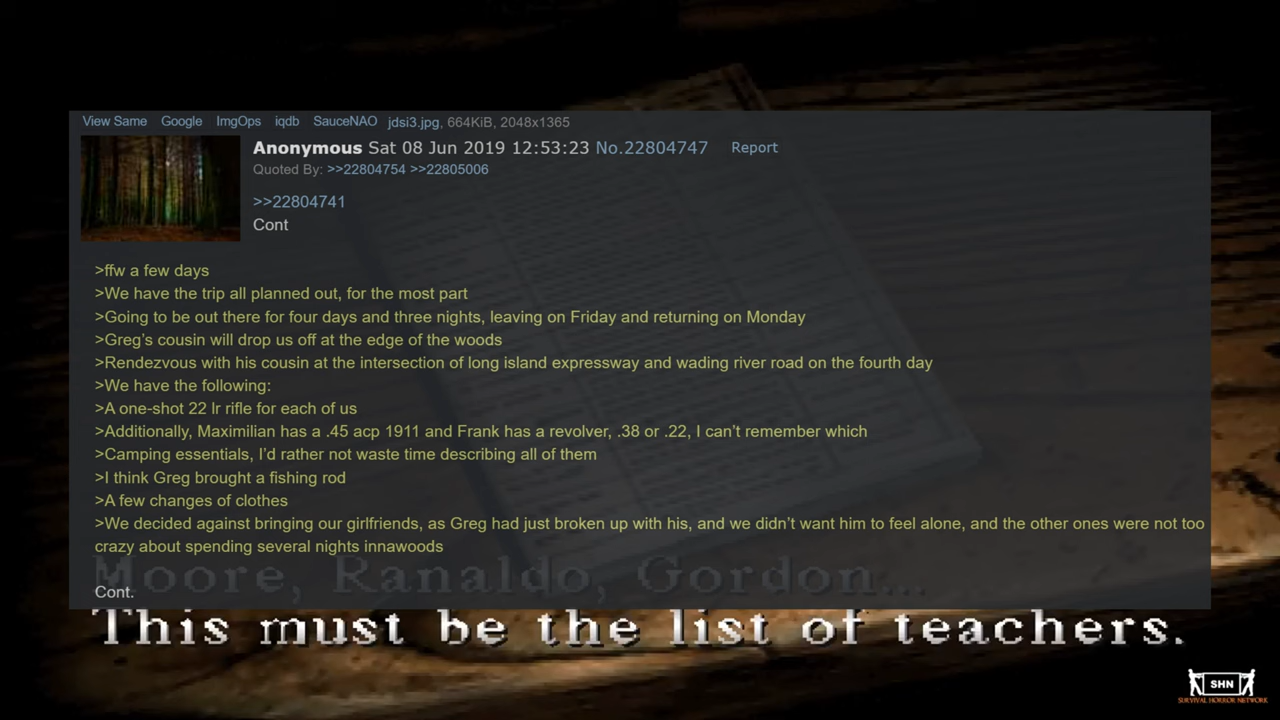 View Same Google ImgOps iqdb SauceNAO jdsi3.jpg, 664KiB, 2048x1365
Anonymous Sat 08 Jun 2019 12:53:23 No.22804747 Report
Quoted By: >>22804754 >>22805006
>>22804741
Cont
>ffw a few days
>We have the trip all planned out, for the most part
>Going to be out there for four days and three nights, leaving on Friday and returning on Monday
>Greg’s cousin will drop us off at the edge of the woods
>Rendezvous with his cousin at the intersection of long island expressway and wading river road on the fourth day
>We have the following:
>A one-shot 22 lr rifle for each of us
>Additionally, Maximilian has a .45 acp 1911 and Frank has a revolver, .38 or .22, I can’t remember which
>Camping essentials, I’d rather not waste time describing all of them
>I think Greg brought a fishing rod
>A few changes of clothes
>We decided against bringing our girlfriends, as Greg had just broken up with his, and we didn’t want him to feel alone, and the other ones were not too
crazy about spending several nights innawoods
Moore, Ranaldo, Gordon...
Cont.
This must be the list of teachers.
SHN
SURVIVAL HORROR NETWORK